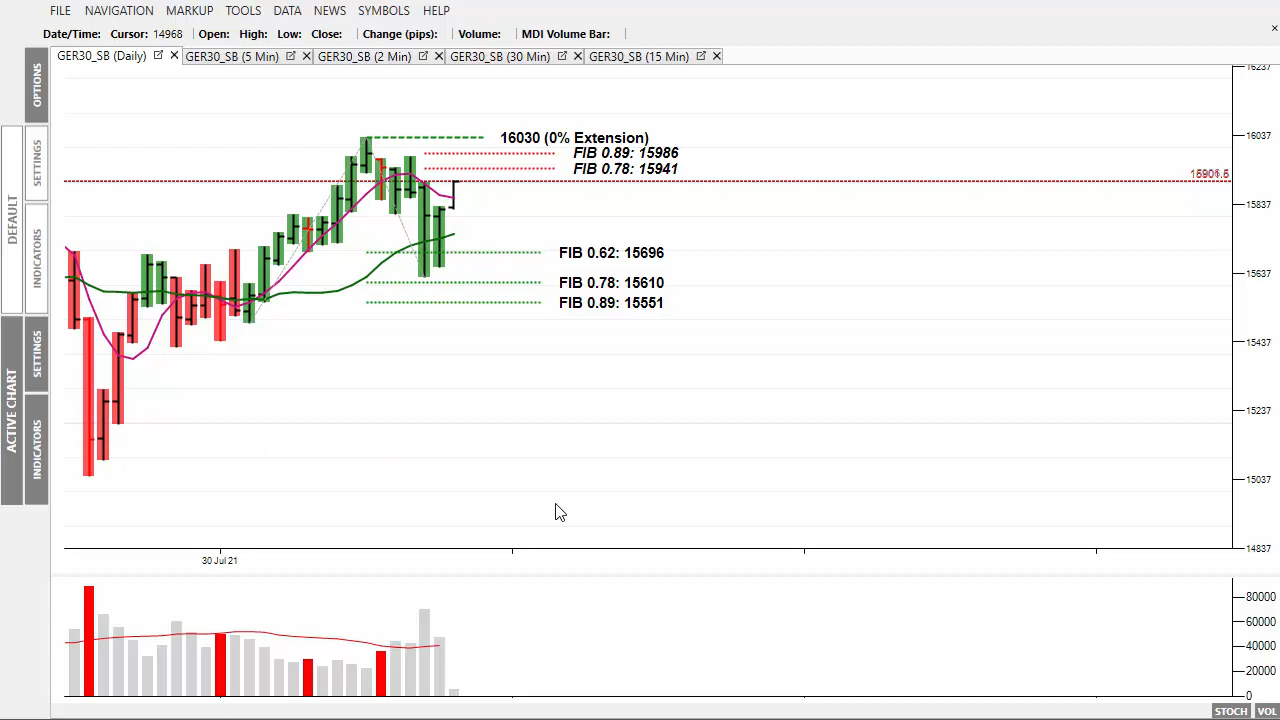 FILE NAVIGATION MARKUP TOOLS DATA NEWS SYMBOLS HELP
Date/Time: Cursor: 14968 Open: High: Low: Close: Change (pips): Volume: MDI Volume Bar:
GER30_SB (Daily) GER30_SB (5 Min) GER30_SB (2 Min) GER30_SB (30 Min) GER30_SB (15 Min)
OPTIONS
DEFAULT
SETTINGS
INDICATORS
ACTIVE CHART
SETTINGS
INDICATORS
16030 (0% Extension)
FIB 0.89: 15986
FIB 0.78: 15941
FIB 0.62: 15696
FIB 0.78: 15610
FIB 0.89: 15551
16237
16037
15837
15637
15437
15237
15037
14837
30 Jul 21
80000
60000
40000
20000
0
STOCH VOL